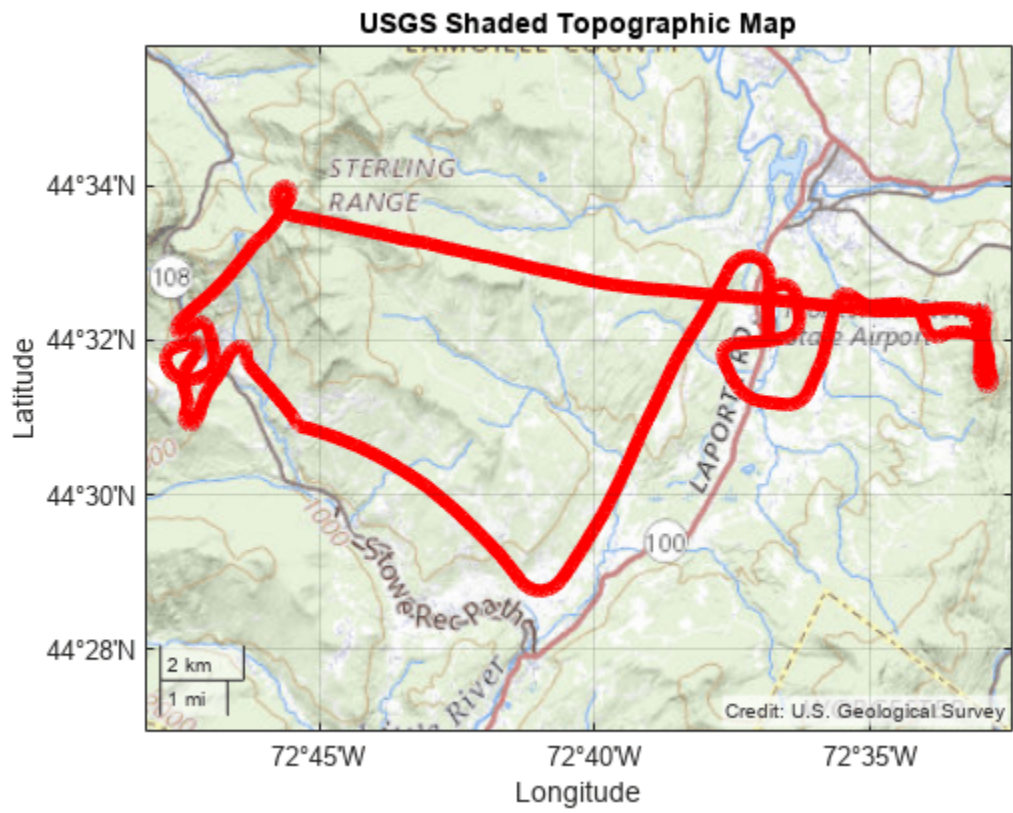 USGS Shaded Topographic Map
STERLING
RANGE
44°34'N
108
44°32'N
State Airport
Latitude
LAPORT
RD
44°30'N
1000
100
Stowe Rec Path
44°28'N
2 km
1 mi
River
Credit: U.S. Geological Survey
72°45'W
72°40'W
72°35'W
Longitude